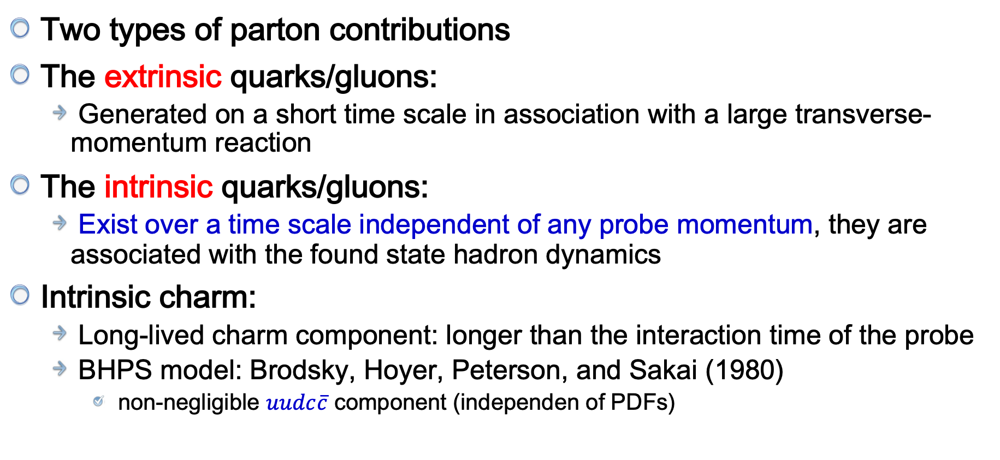 Two types of parton contributions
The extrinsic quarks/gluons:
Generated on a short time scale in association with a large transverse-
momentum reaction
The intrinsic quarks/gluons:
Exist over a time scale independent of any probe momentum, they are
associated with the found state hadron dynamics
Intrinsic charm:
Long-lived charm component: longer than the interaction time of the probe
BHPS model: Brodsky, Hoyer, Peterson, and Sakai (1980)
non-negligible 𝑢𝑢𝑑𝑐𝑐̄ component (independen of PDFs)